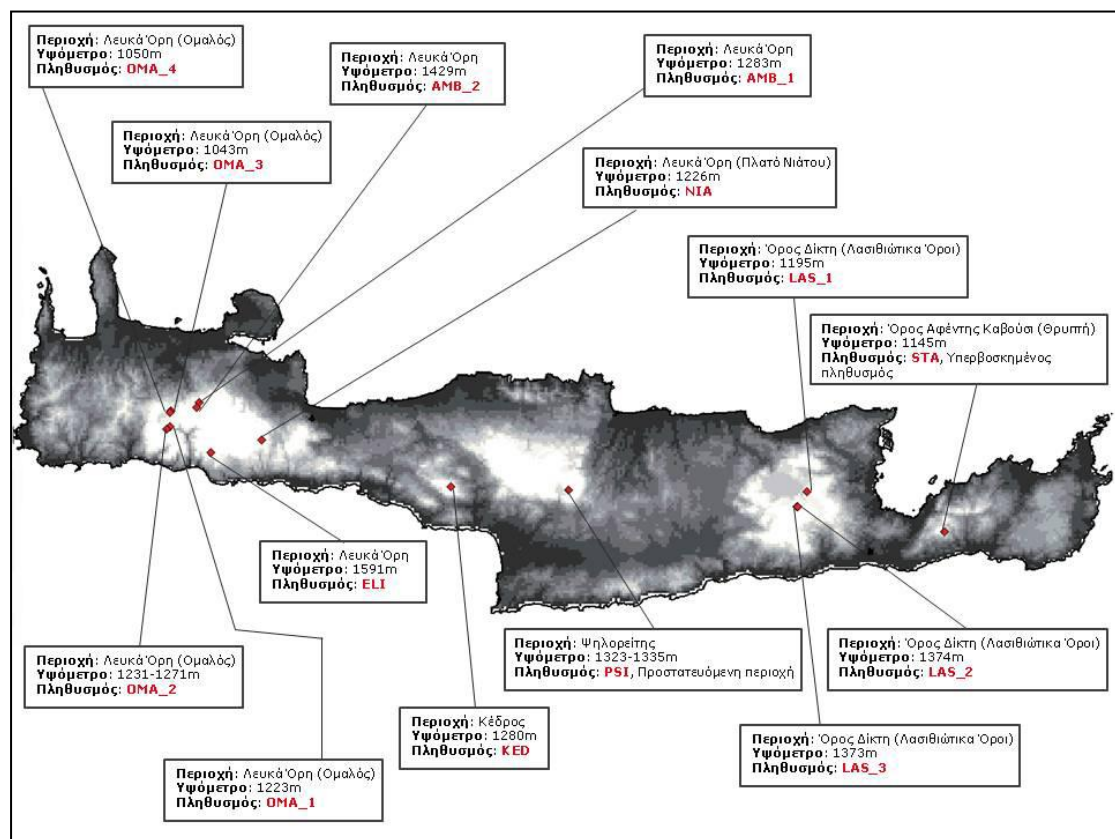 Περιοχή: Λευκά Όρη (Ομαλός)
Υψόμετρο: 1050m
Πληθυσμός: OMA_4
Περιοχή: Λευκά Όρη
Υψόμετρο: 1429m
Πληθυσμός: AMB_2
Περιοχή: Λευκά Όρη
Υψόμετρο: 1283m
Πληθυσμός: AMB_1
Περιοχή: Λευκά Όρη (Ομαλός)
Υψόμετρο: 1043m
Πληθυσμός: OMA_3
Περιοχή: Λευκά Όρη (Πλατό Νιάτου)
Υψόμετρο: 1226m
Πληθυσμός: NIA
Περιοχή: Όρος Δίκτη (Λασιθιώτικα Όροι)
Υψόμετρο: 1195m
Πληθυσμός: LAS_1
Περιοχή: Όρος Αφέντης Καβούσι (Θρυπτή)
Υψόμετρο: 1145m
Πληθυσμός: STA, Υπερβοσκημένος
πληθυσμός
Περιοχή: Λευκά Όρη
Υψόμετρο: 1591m
Πληθυσμός: ELI
Περιοχή: Λευκά Όρη (Ομαλός)
Υψόμετρο: 1231-1271m
Πληθυσμός: OMA_2
Περιοχή: Ψηλορείτης
Υψόμετρο: 1323-1335m
Πληθυσμός: PSI, Προστατευόμενη περιοχή
Περιοχή: Όρος Δίκτη (Λασιθιώτικα Όροι)
Υψόμετρο: 1374m
Πληθυσμός: LAS_2
Περιοχή: Κέδρος
Υψόμετρο: 1280m
Πληθυσμός: KED
Περιοχή: Όρος Δίκτη (Λασιθιώτικα Όροι)
Υψόμετρο: 1373m
Πληθυσμός: LAS_3
Περιοχή: Λευκά Όρη (Ομαλός)
Υψόμετρο: 1223m
Πληθυσμός: OMA_1